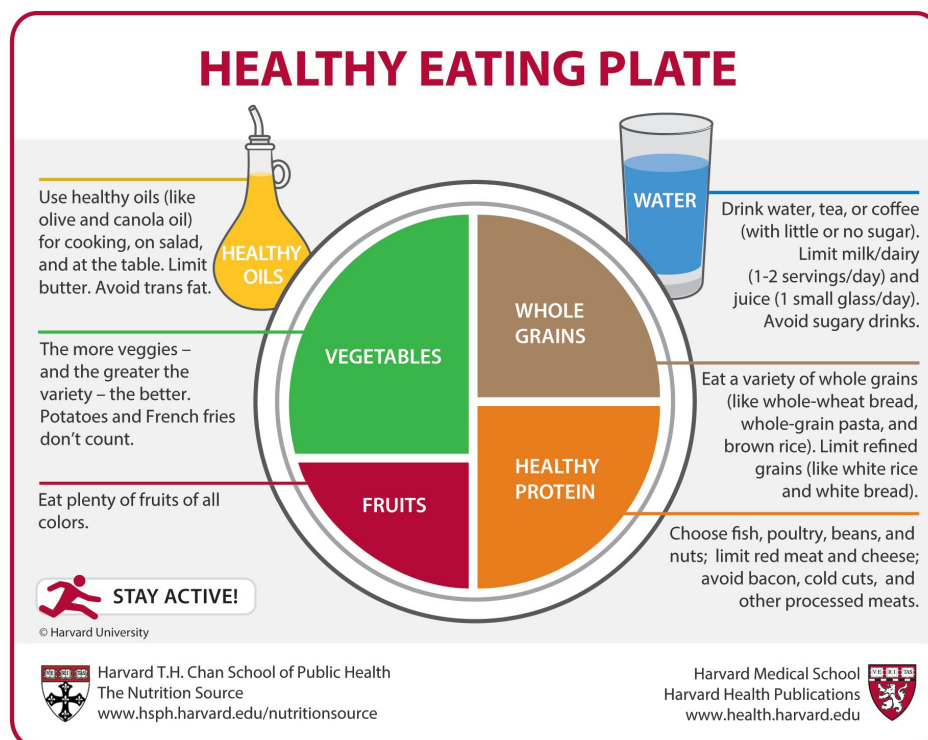 HEALTHY EATING PLATE
HEALTHY
OILS
Use healthy oils (like
olive and canola oil)
for cooking, on salad,
and at the table. Limit
butter. Avoid trans fat.
WATER
Drink water, tea, or coffee
(with little or no sugar).
Limit milk/dairy
(1-2 servings/day) and
juice (1 small glass/day).
Avoid sugary drinks.
VEGETABLES
The more veggies –
and the greater the
variety – the better.
Potatoes and French fries
don’t count.
WHOLE
GRAINS
Eat a variety of whole grains
(like whole-wheat bread,
whole-grain pasta, and
brown rice). Limit refined
grains (like white rice
and white bread).
FRUITS
Eat plenty of fruits of all
colors.
HEALTHY
PROTEIN
Choose fish, poultry, beans, and
nuts; limit red meat and cheese;
avoid bacon, cold cuts, and
other processed meats.
STAY ACTIVE!
© Harvard University
Harvard T.H. Chan School of Public Health
The Nutrition Source
www.hsph.harvard.edu/nutritionsource
Harvard Medical School
Harvard Health Publications
www.health.harvard.edu
VE RI TAS